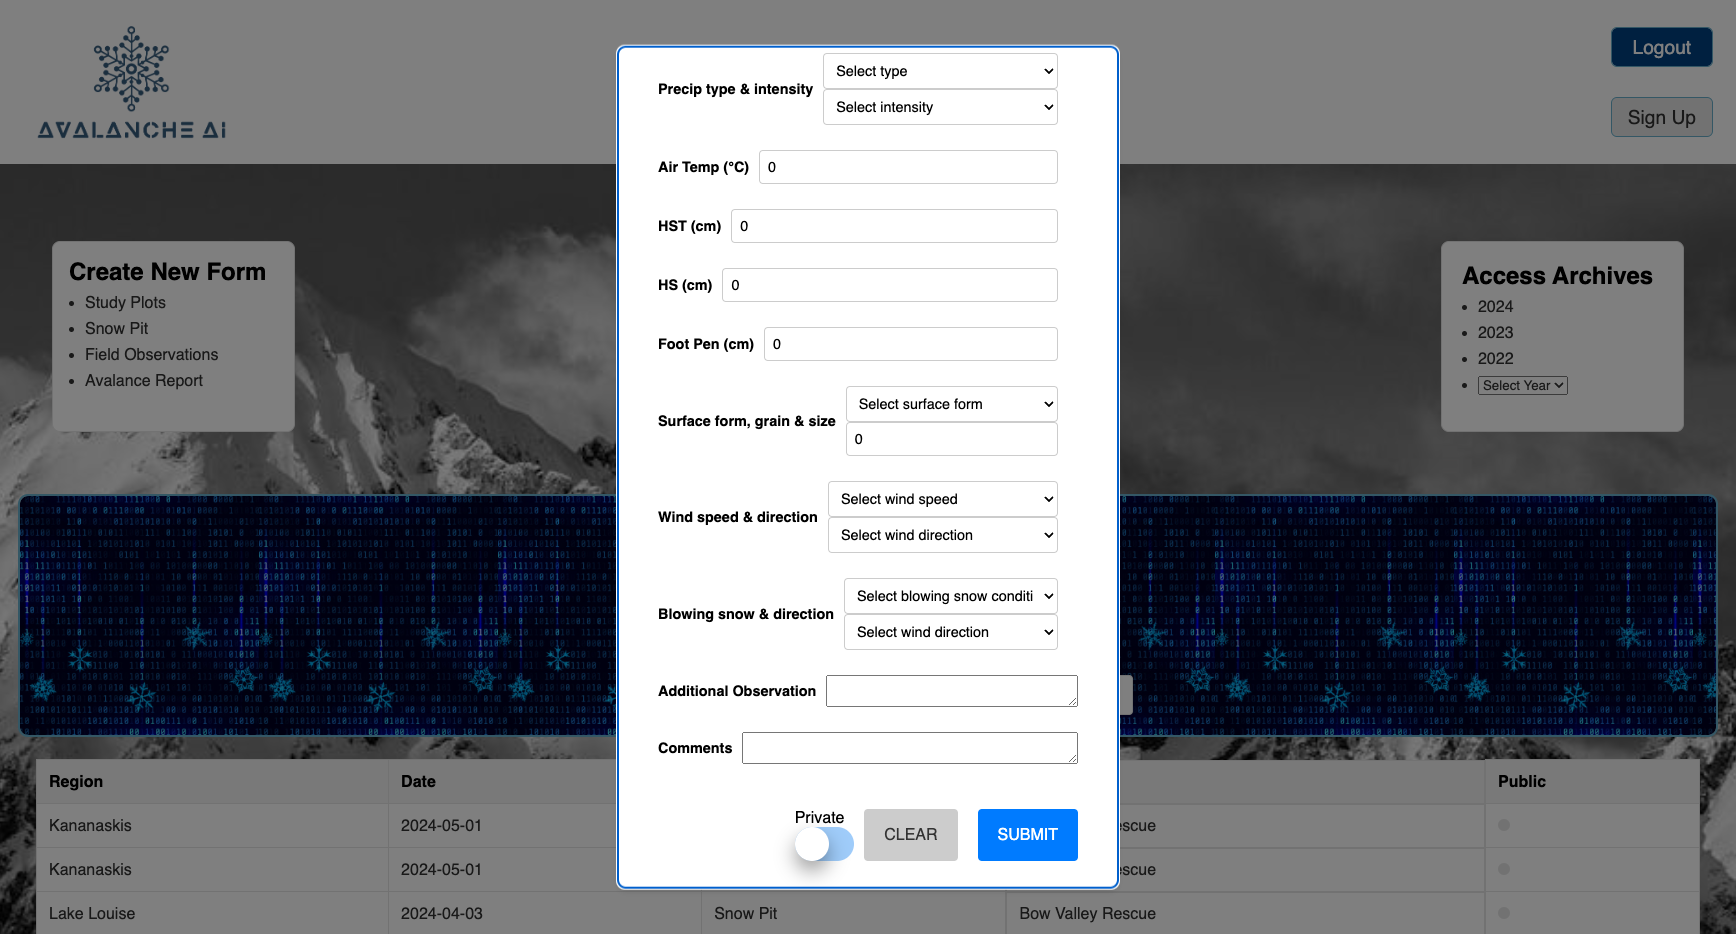 AVALANCHE Ai
Logout
Sign Up
Create New Form
Study Plots
Snow Pit
Field Observations
Avalance Report
Access Archives
2024
2023
2022
Select Year
Precip type & intensity
Select type
Select intensity
Air Temp (°C)
0
HST (cm)
0
HS (cm)
0
Foot Pen (cm)
0
Surface form, grain & size
Select surface form
0
Wind speed & direction
Select wind speed
Select wind direction
Blowing snow & direction
Select blowing snow conditi
Select wind direction
Additional Observation
Comments
Private
CLEAR
SUBMIT
Region Date Public
Kananaskis 2024-05-01 escue
Kananaskis 2024-05-01 escue
Lake Louise 2024-04-03 Snow Pit Bow Valley Rescue